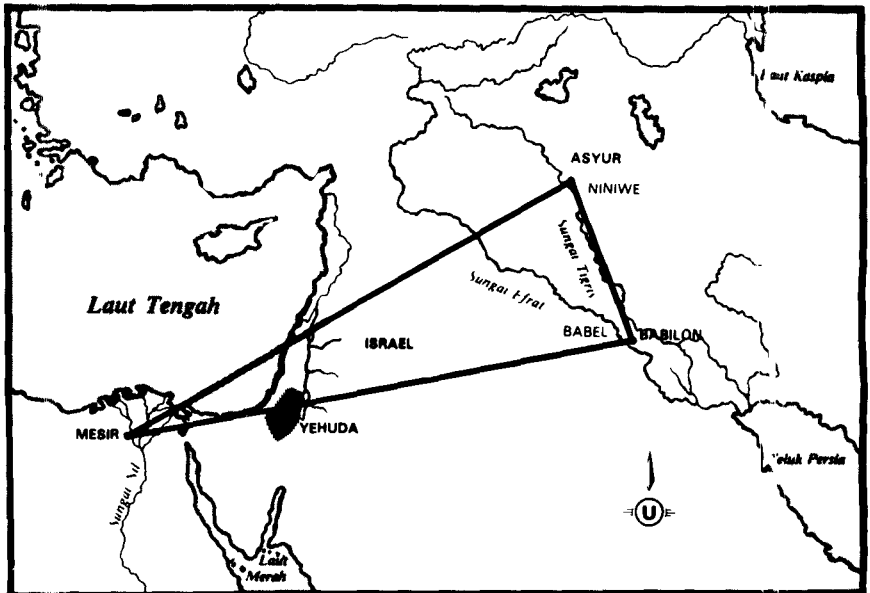 Laut Kaspia
ASYUR
NINIWE
Sungai Tigris
Sungai Efrat
Laut Tengah
ISRAEL
BABEL
BABILON
MESIR
YEHUDA
Teluk Persia
Sungai Nil
U
Laut
Merah